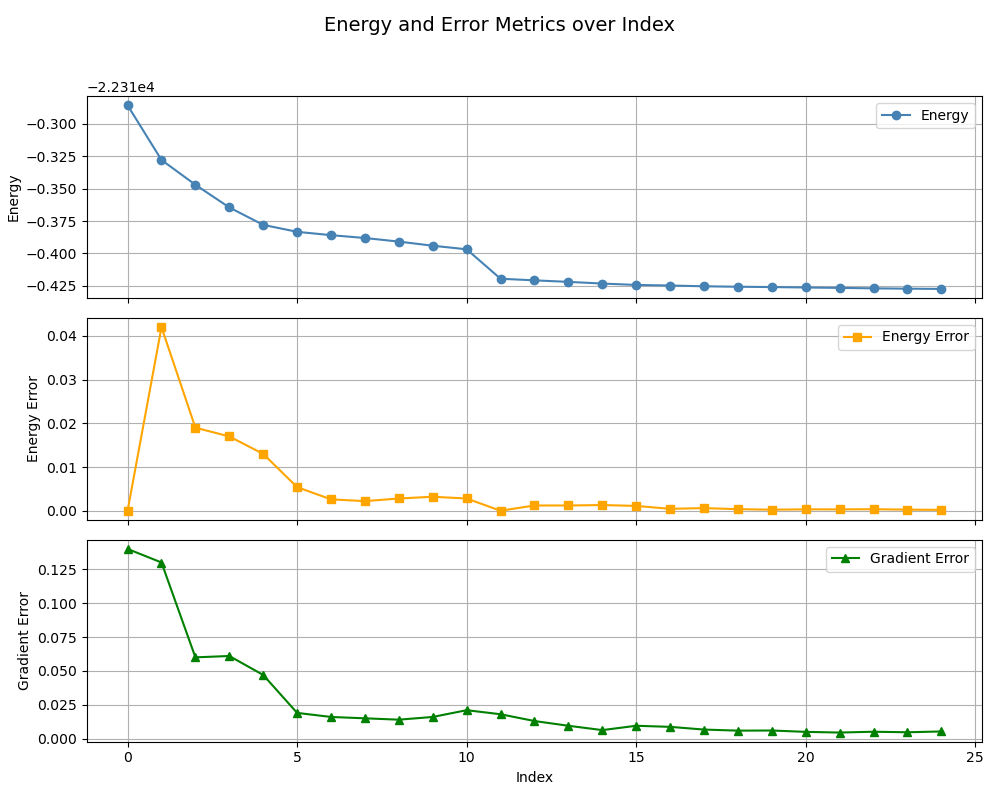 Energy and Error Metrics over Index
−2.231e4
Energy
−0.300
−0.325
−0.350
−0.375
−0.400
−0.425
Energy
Energy Error
0.04
0.03
0.02
0.01
0.00
Energy Error
Gradient Error
0.125
0.100
0.075
0.050
0.025
0.000
Gradient Error
0 5 10 15 20 25
Index